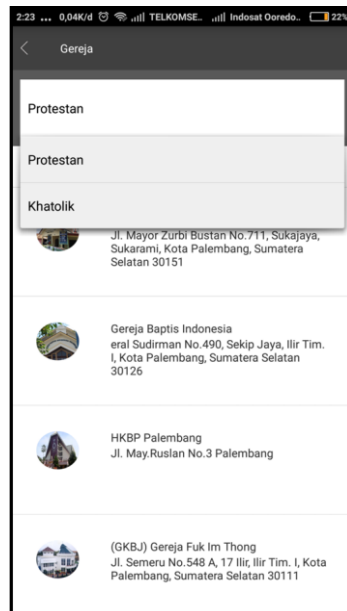 2:23 ... 0,04K/d TELKOMSE.. Indosat Ooredo.. 22%
Gereja
Protestan
Protestan
Khatolik
Jl. Mayor Zurbi Bustan No.711, Sukajaya,
Sukarami, Kota Palembang, Sumatera
Selatan 30151
Gereja Baptis Indonesia
eral Sudirman No.490, Sekip Jaya, Ilir Tim.
I, Kota Palembang, Sumatera Selatan
30126
HKBP Palembang
Jl. May.Ruslan No.3 Palembang
(GKBJ) Gereja Fuk Im Thong
Jl. Semeru No.548 A, 17 Ilir, Ilir Tim. I, Kota
Palembang, Sumatera Selatan 30111